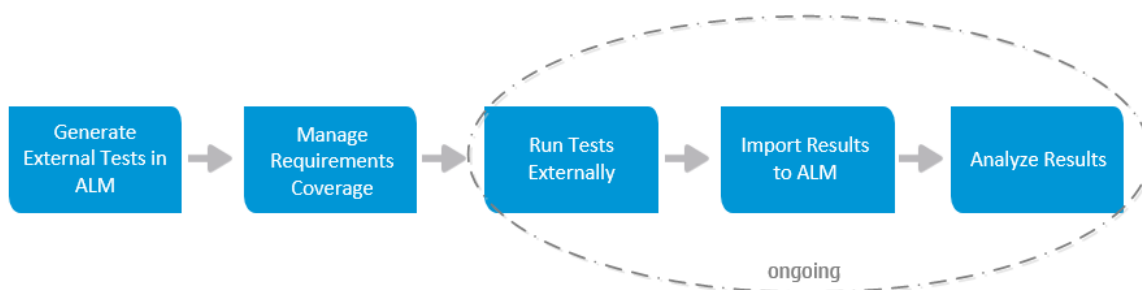 Generate
External Tests in
ALM
Manage
Requirements
Coverage
Run Tests
Externally
Import Results
to ALM
Analyze Results
ongoing